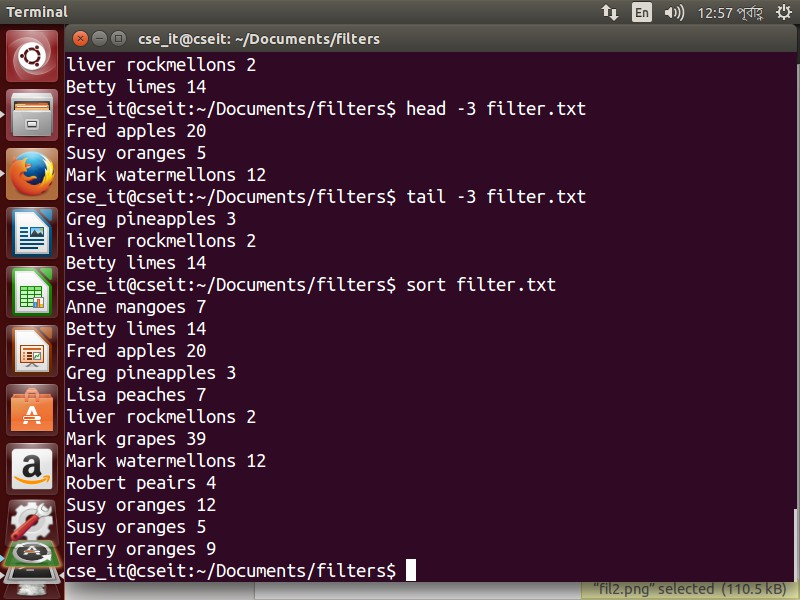 Terminal
En
12:57 পূর্বাহ্ণ
cse_it@cseit: ~/Documents/filters
liver rockmellons 2
Betty limes 14
cse_it@cseit:~/Documents/filters$ head -3 filter.txt
Fred apples 20
Susy oranges 5
Mark watermellons 12
cse_it@cseit:~/Documents/filters$ tail -3 filter.txt
Greg pineapples 3
liver rockmellons 2
Betty limes 14
cse_it@cseit:~/Documents/filters$ sort filter.txt
Anne mangoes 7
Betty limes 14
Fred apples 20
Greg pineapples 3
Lisa peaches 7
liver rockmellons 2
Mark grapes 39
Mark watermellons 12
Robert peairs 4
Susy oranges 12
Susy oranges 5
Terry oranges 9
cse_it@cseit:~/Documents/filters$
"fil2.png" selected (110.5 kB)